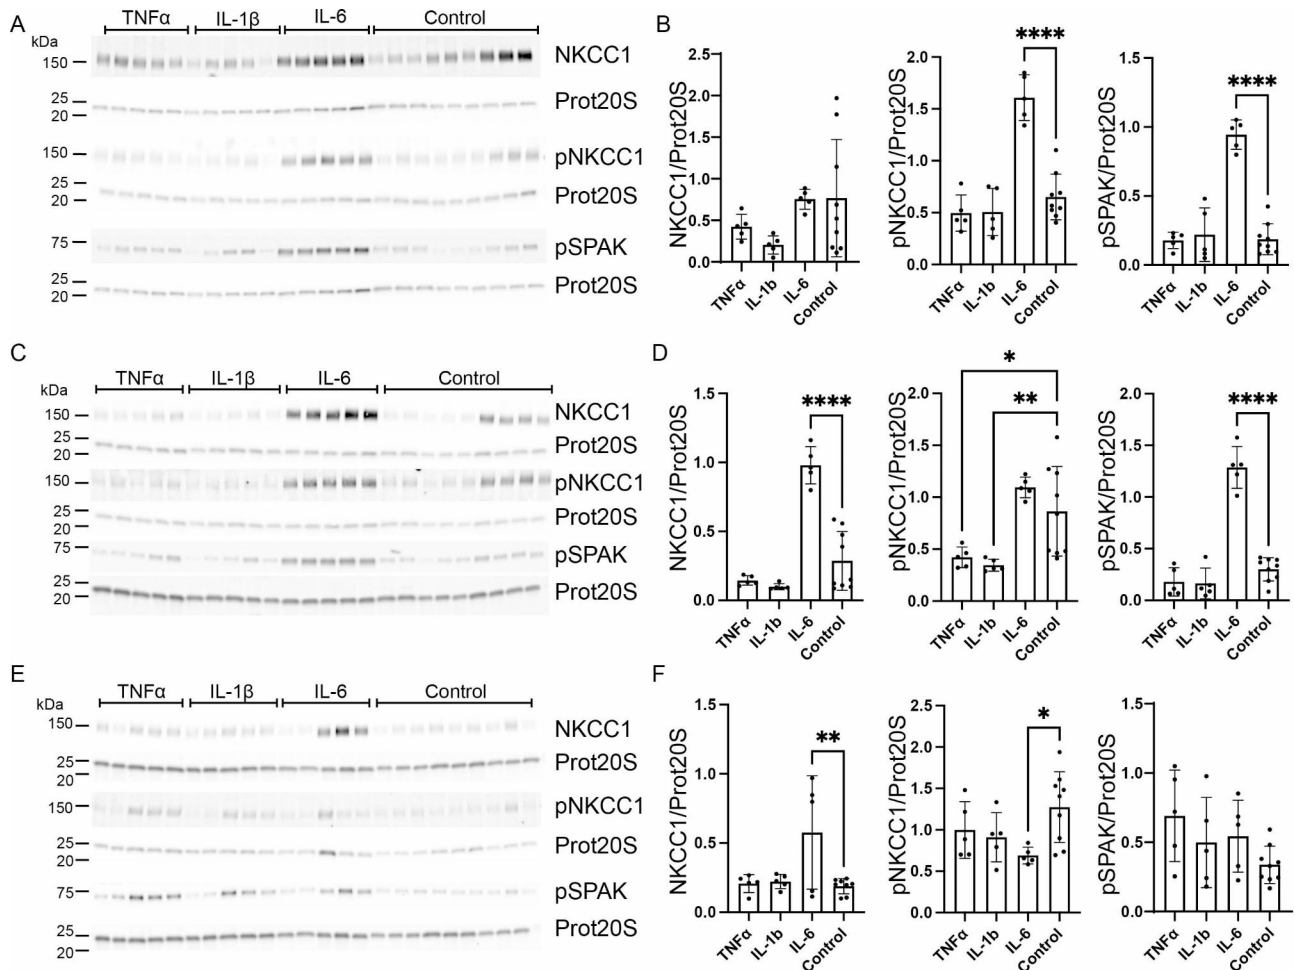 A
TNFα IL-1β IL-6 Control
kDa
150 NKCC1
25
20 Prot20S
150 pNKCC1
25
20 Prot20S
75 pSPAK
25
20 Prot20S
B
NKCC1/Prot20S
2.5
2.0
1.5
1.0
0.5
0.0
TNFα IL-1b IL-6 Control
pNKCC1/Prot20S
****
2.0
1.5
1.0
0.5
0.0
TNFα IL-1b IL-6 Control
pSPAK/Prot20S
****
1.5
1.0
0.5
0.0
TNFα IL-1b IL-6 Control
C
TNFα IL-1β IL-6 Control
kDa
150 NKCC1
25
20 Prot20S
150 pNKCC1
25
20 Prot20S
75 pSPAK
25
20 Prot20S
D
NKCC1/Prot20S
****
1.5
1.0
0.5
0.0
TNFα IL-1b IL-6 Control
pNKCC1/Prot20S
*
**
2.0
1.5
1.0
0.5
0.0
TNFα IL-1b IL-6 Control
pSPAK/Prot20S
****
2.0
1.5
1.0
0.5
0.0
TNFα IL-1b IL-6 Control
E
TNFα IL-1β IL-6 Control
kDa
150 NKCC1
25
20 Prot20S
150 pNKCC1
25
20 Prot20S
75 pSPAK
25
20 Prot20S
F
NKCC1/Prot20S
**
1.5
1.0
0.5
0.0
TNFα IL-1b IL-6 Control
pNKCC1/Prot20S
*
2.5
2.0
1.5
1.0
0.5
0.0
TNFα IL-1b IL-6 Control
pSPAK/Prot20S
1.5
1.0
0.5
0.0
TNFα IL-1b IL-6 Control